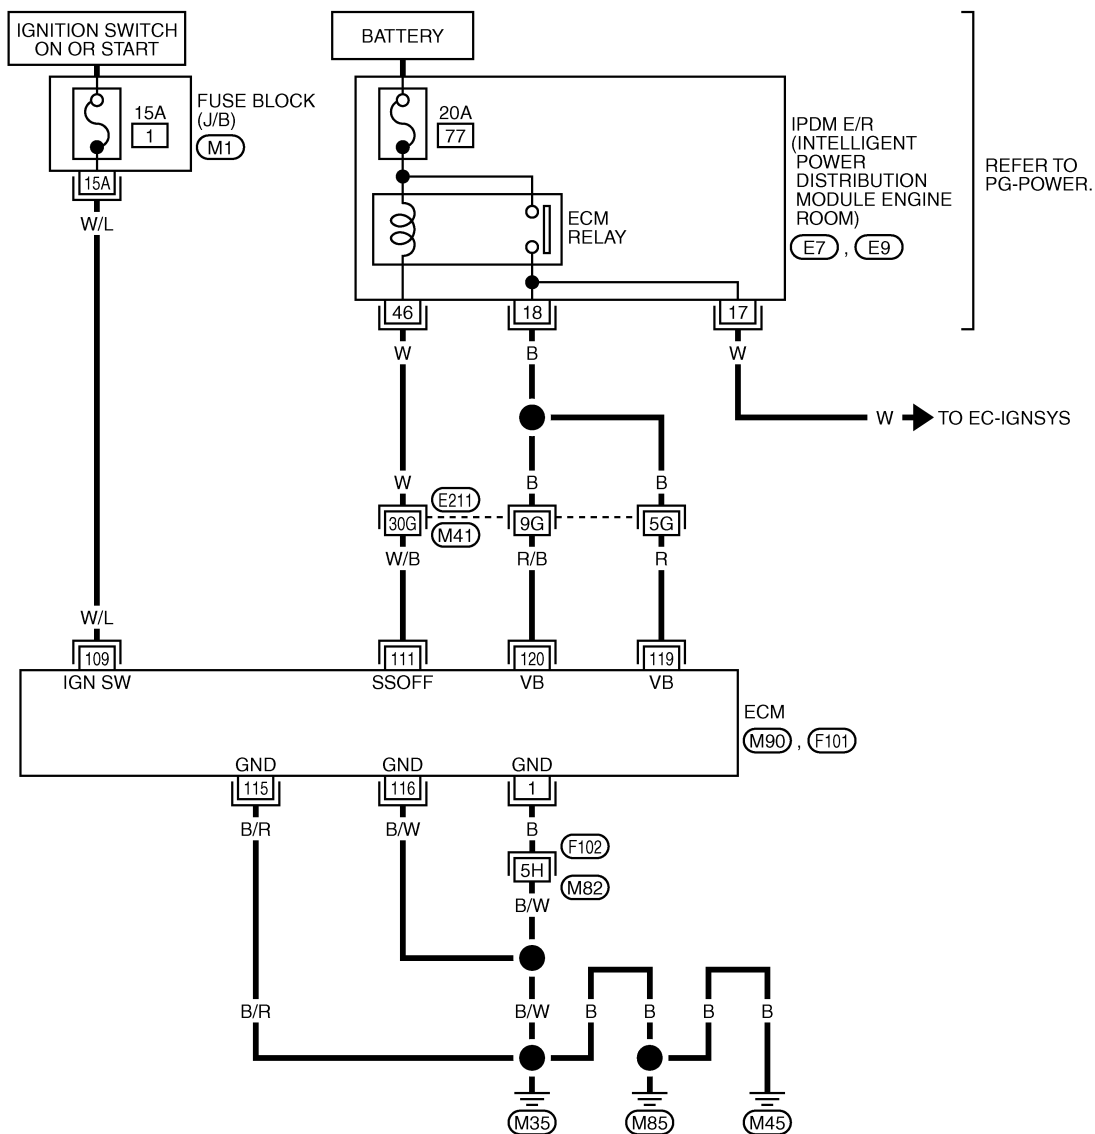 IGNITION SWITCH
ON OR START
BATTERY
15A
1
FUSE BLOCK
(J/B)
M1
15A
W/L
20A
77
ECM
RELAY
IPDM E/R
(INTELLIGENT
POWER
DISTRIBUTION
MODULE ENGINE
ROOM)
E7 , E9
REFER TO
PG-POWER.
46 18 17
W B W
W TO EC-IGNSYS
W B B
E211
30G 9G 5G
M41
W/B R/B R
W/L
109 111 120 119
IGN SW SSOFF VB VB
ECM
M90 , F101
GND GND GND
115 116 1
B/R B/W B
F102
5H
M82
B/W
B/R B/W B B B B
M35 M85 M45